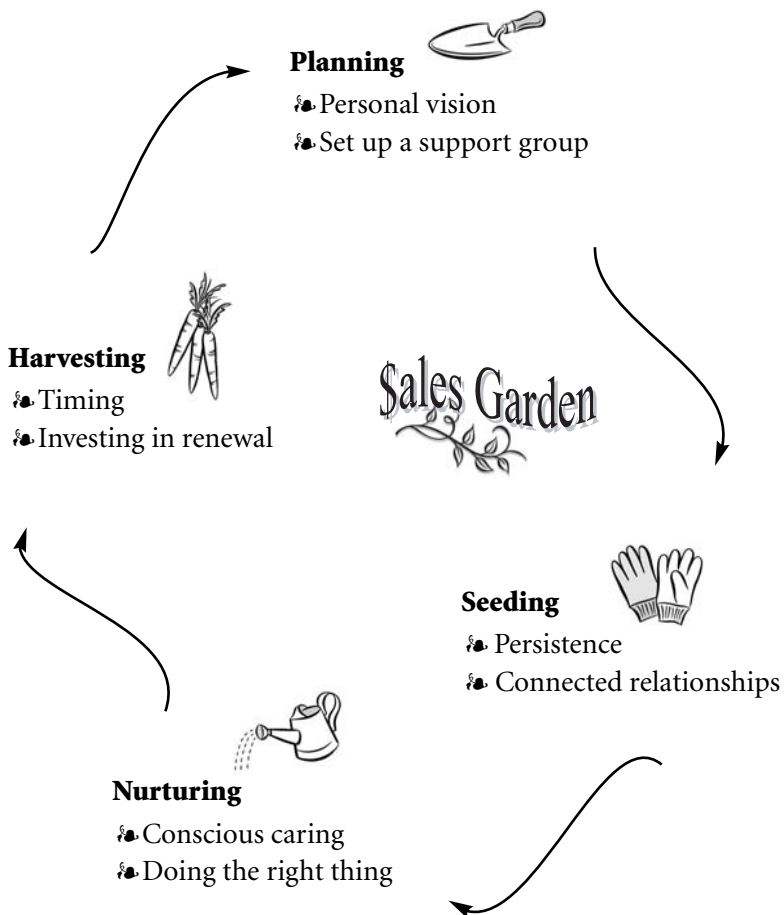 Planning
❧Personal vision
❧Set up a support group
Harvesting
❧Timing
❧Investing in renewal
$ales Garden
Seeding
❧ Persistence
❧ Connected relationships
Nurturing
❧Conscious caring
❧Doing the right thing